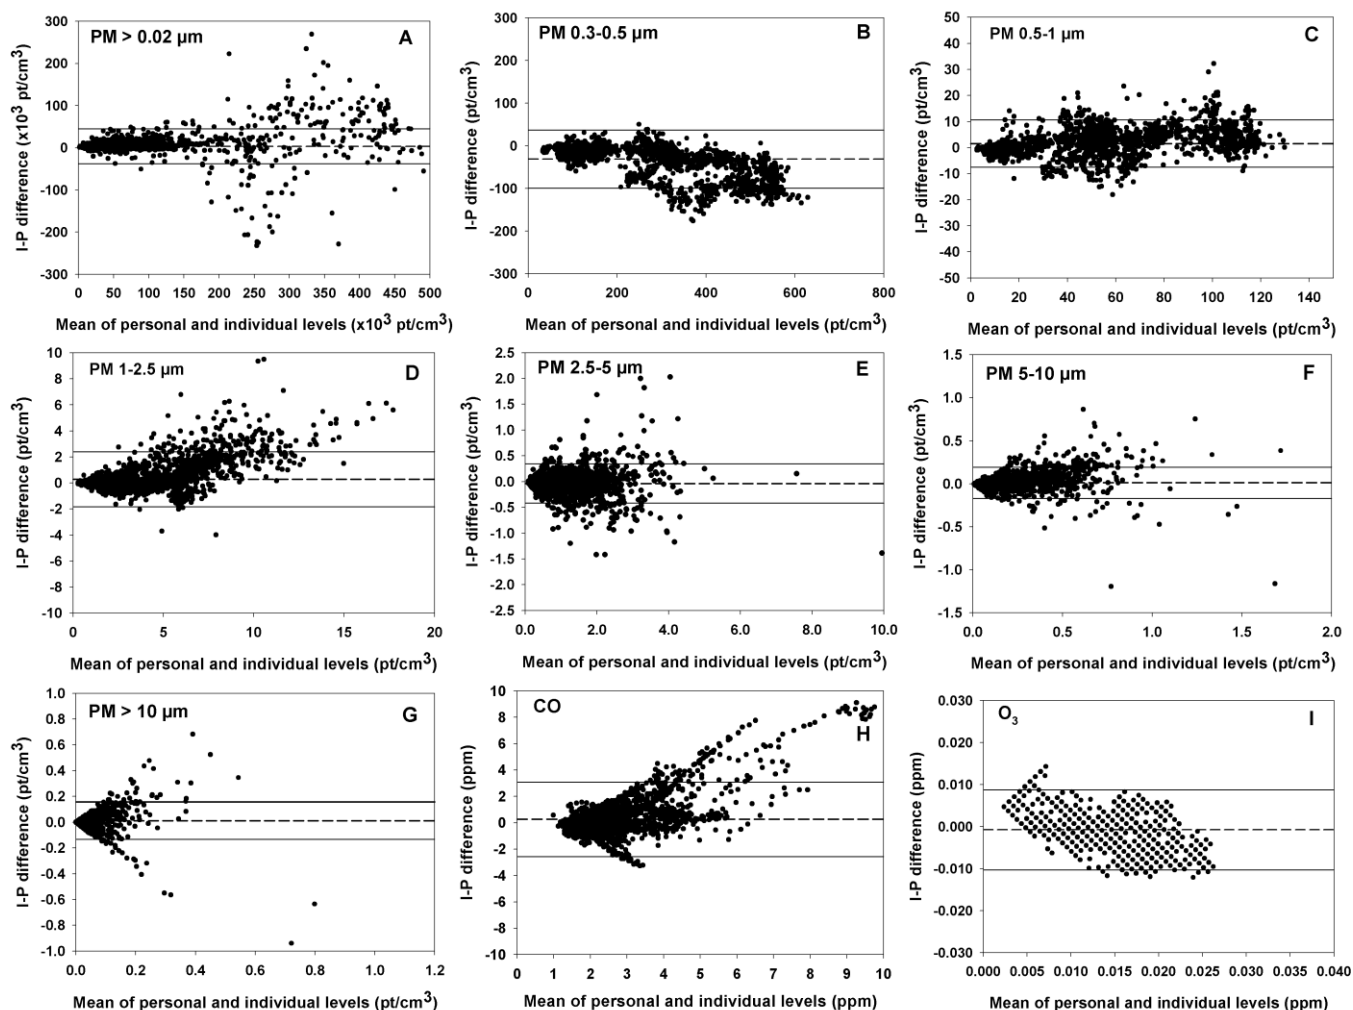 PM > 0.02 µm
A
I-P difference (x10³ pt/cm³)
300
200
100
0
-100
-200
-300
0 50 100 150 200 250 300 350 400 450 500
Mean of personal and individual levels (x10³ pt/cm³)
PM 0.3-0.5 µm
B
I-P difference (pt/cm³)
300
200
100
0
-100
-200
-300
0 200 400 600 800
Mean of personal and individual levels (pt/cm³)
PM 0.5-1 µm
C
I-P difference (pt/cm³)
50
40
30
20
10
0
-10
-20
-30
-40
-50
0 20 40 60 80 100 120 140
Mean of personal and individual levels (pt/cm³)
PM 1-2.5 µm
D
I-P difference (pt/cm³)
10
8
6
4
2
0
-2
-4
-6
-8
-10
0 5 10 15 20
Mean of personal and individual levels (pt/cm³)
PM 2.5-5 µm
E
I-P difference (pt/cm³)
2.5
2.0
1.5
1.0
0.5
0.0
-0.5
-1.0
-1.5
-2.0
-2.5
0.0 2.0 4.0 6.0 8.0 10.0
Mean of personal and individual levels (pt/cm³)
PM 5-10 µm
F
I-P difference (pt/cm³)
1.5
1.0
0.5
0.0
-0.5
-1.0
-1.5
0.0 0.5 1.0 1.5 2.0
Mean of personal and individual levels (pt/cm³)
PM > 10 µm
G
I-P difference (pt/cm³)
1.0
0.8
0.6
0.4
0.2
0.0
-0.2
-0.4
-0.6
-0.8
-1.0
0.0 0.2 0.4 0.6 0.8 1.0 1.2
Mean of personal and individual levels (pt/cm³)
CO
H
I-P difference (ppm)
10
8
6
4
2
0
-2
-4
-6
-8
-10
0 1 2 3 4 5 6 7 8 9 10
Mean of personal and individual levels (ppm)
O₃
I
I-P difference (ppm)
0.030
0.030
0.010
0.000
-0.010
-0.020
-0.030
0.000 0.005 0.010 0.015 0.020 0.025 0.030 0.035 0.040
Mean of personal and individual levels (ppm)